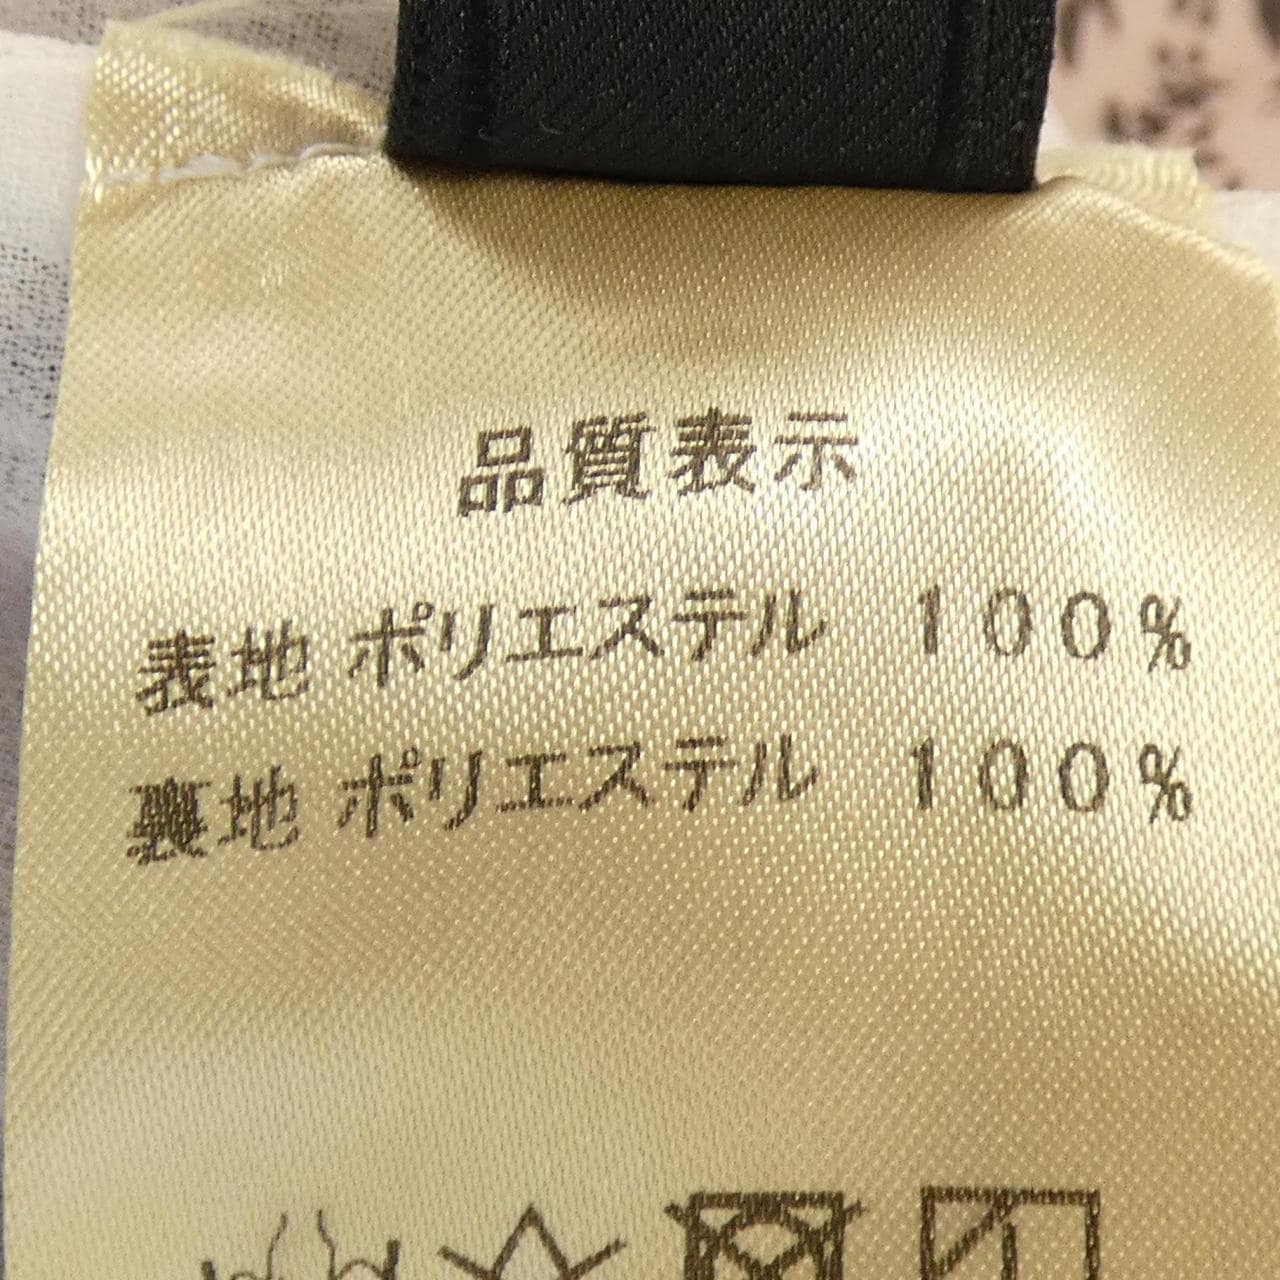 品質表示
表地 ポリエステル 100%
裏地 ポリエステル 100%